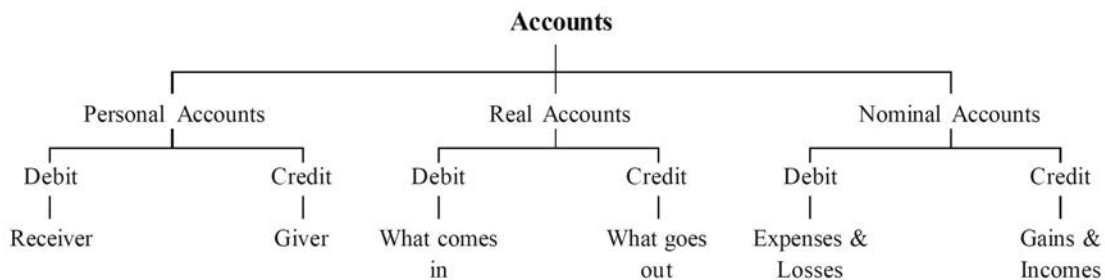 Accounts
Personal Accounts
Real Accounts
Nominal Accounts
Debit
Credit
Debit
Credit
Debit
Credit
Receiver
Giver
What comes
in
What goes
out
Expenses &
Losses
Gains &
Incomes